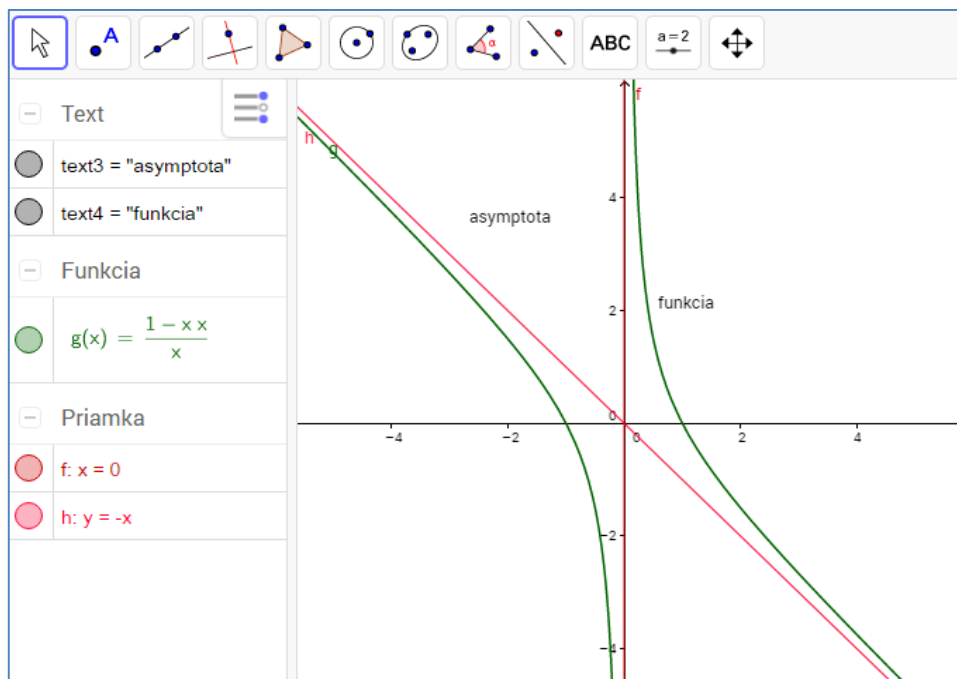 A
α
ABC
a = 2
Text
text3 = "asymptota"
text4 = "funkcia"
Funkcia
g(x) = (1 − x x) / x
Priamka
f: x = 0
h: y = -x
f
h
g
asymptota
funkcia
4
2
0
−4
−2
0
2
4
−2
−4